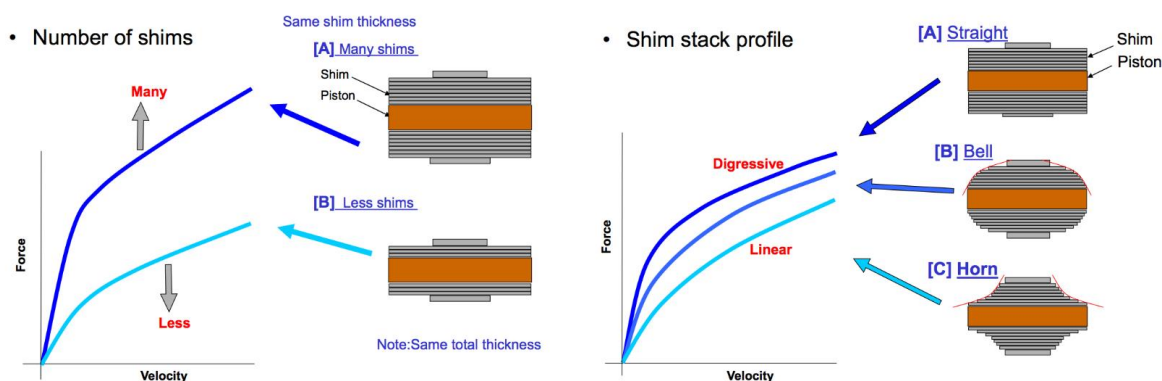 • Number of shims
Same shim thickness
[A] Many shims
Shim
Piston
Many
[B] Less shims
Less
Force
Velocity
Note:Same total thickness
• Shim stack profile
[A] Straight
Shim
Piston
[B] Bell
Digressive
Linear
[C] Horn
Force
Velocity